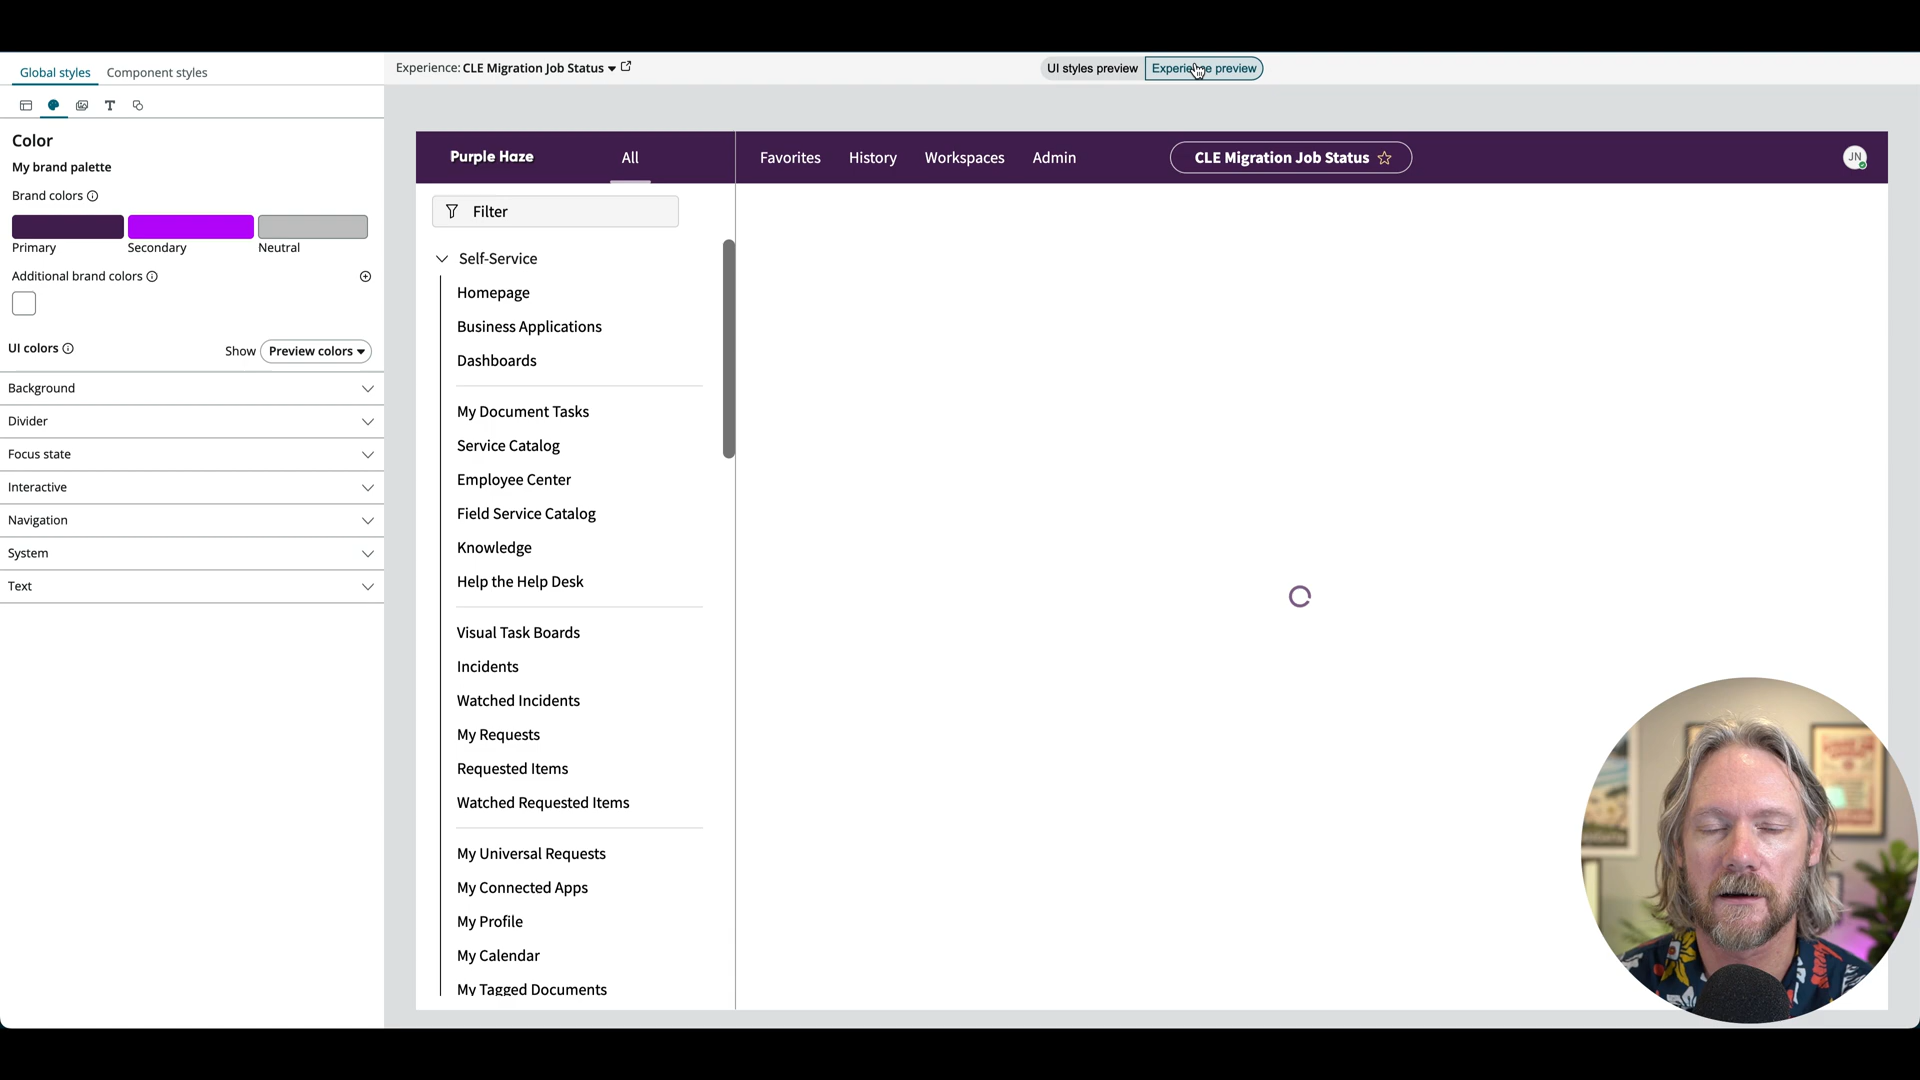 Global styles
Component styles
Experience: CLE Migration Job Status
UI styles preview
Experience preview
Color
My brand palette
Brand colors
Primary
Secondary
Neutral
Additional brand colors
UI colors
Show
Preview colors
Background
Divider
Focus state
Interactive
Navigation
System
Text
Purple Haze
All
Favorites
History
Workspaces
Admin
CLE Migration Job Status
JN
Filter
Self-Service
Homepage
Business Applications
Dashboards
My Document Tasks
Service Catalog
Employee Center
Field Service Catalog
Knowledge
Help the Help Desk
Visual Task Boards
Incidents
Watched Incidents
My Requests
Requested Items
Watched Requested Items
My Universal Requests
My Connected Apps
My Profile
My Calendar
My Tagged Documents